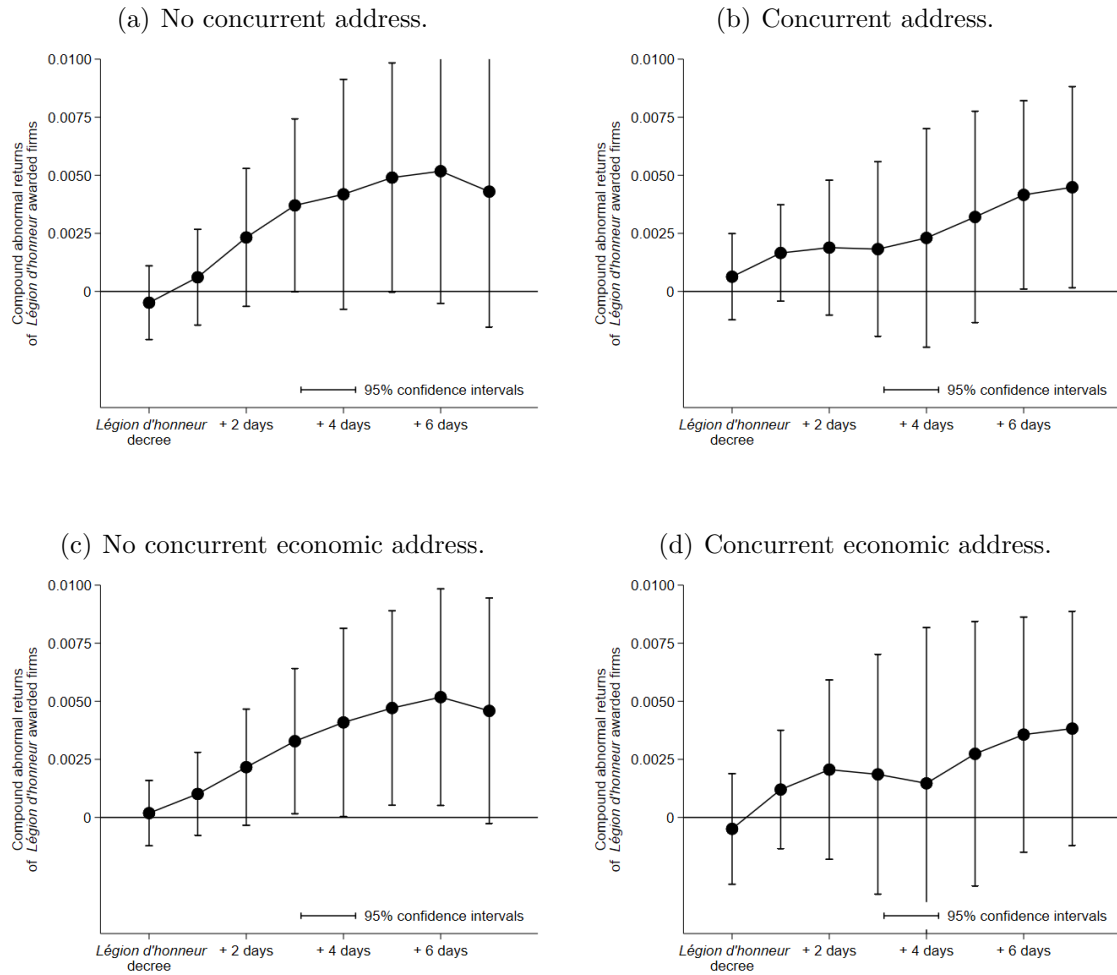 (a) No concurrent address.
0.0100
0.0075
0.0050
0.0025
0
Compound abnormal returns
of Légion d'honneur awarded firms
95% confidence intervals
Légion d'honneur
decree
+ 2 days
+ 4 days
+ 6 days
(b) Concurrent address.
0.0100
0.0075
0.0050
0.0025
0
Compound abnormal returns
of Légion d'honneur awarded firms
95% confidence intervals
Légion d'honneur
decree
+ 2 days
+ 4 days
+ 6 days
(c) No concurrent economic address.
0.0100
0.0075
0.0050
0.0025
0
Compound abnormal returns
of Légion d'honneur awarded firms
95% confidence intervals
Légion d'honneur
decree
+ 2 days
+ 4 days
+ 6 days
(d) Concurrent economic address.
0.0100
0.0075
0.0050
0.0025
0
Compound abnormal returns
of Légion d'honneur awarded firms
95% confidence intervals
Légion d'honneur
decree
+ 2 days
+ 4 days
+ 6 days